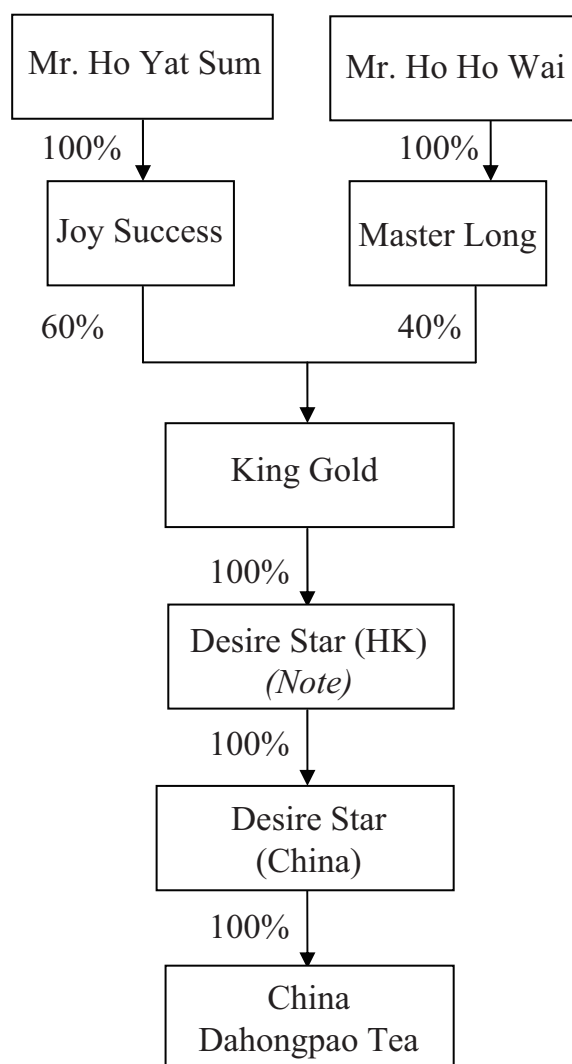 Mr. Ho Yat Sum
Mr. Ho Ho Wai
100%
100%
Joy Success
Master Long
60%
40%
King Gold
100%
Desire Star (HK)
(Note)
100%
Desire Star
(China)
100%
China
Dahongpao Tea